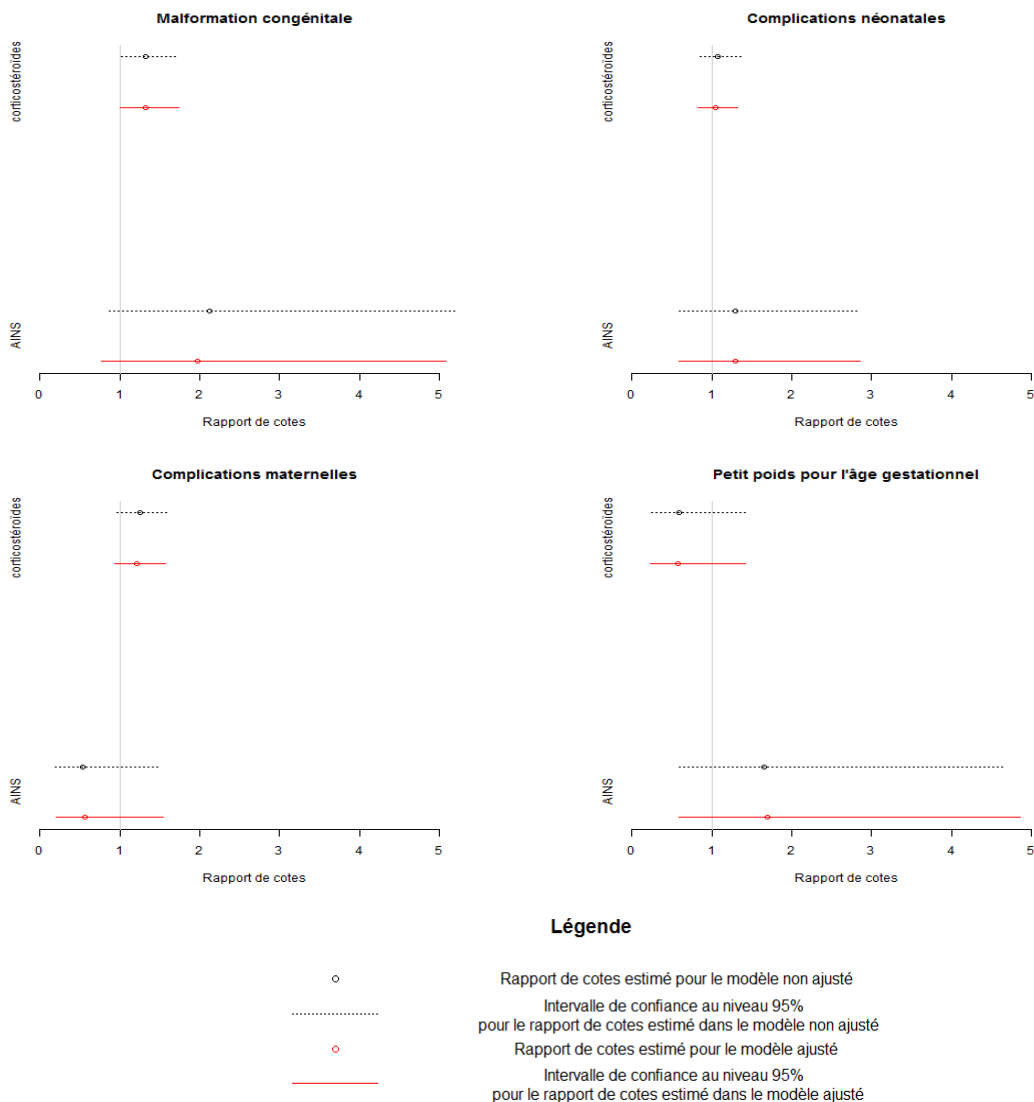 Malformation congénitale
corticostéroïdes
AINS
0 1 2 3 4 5
Rapport de cotes
Complications néonatales
corticostéroïdes
AINS
0 1 2 3 4 5
Rapport de cotes
Complications maternelles
corticostéroïdes
AINS
0 1 2 3 4 5
Rapport de cotes
Petit poids pour l'âge gestationnel
corticostéroïdes
AINS
0 1 2 3 4 5
Rapport de cotes
Légende
Rapport de cotes estimé pour le modèle non ajusté
Intervalle de confiance au niveau 95%
pour le rapport de cotes estimé dans le modèle non ajusté
Rapport de cotes estimé pour le modèle ajusté
Intervalle de confiance au niveau 95%
pour le rapport de cotes estimé dans le modèle ajusté